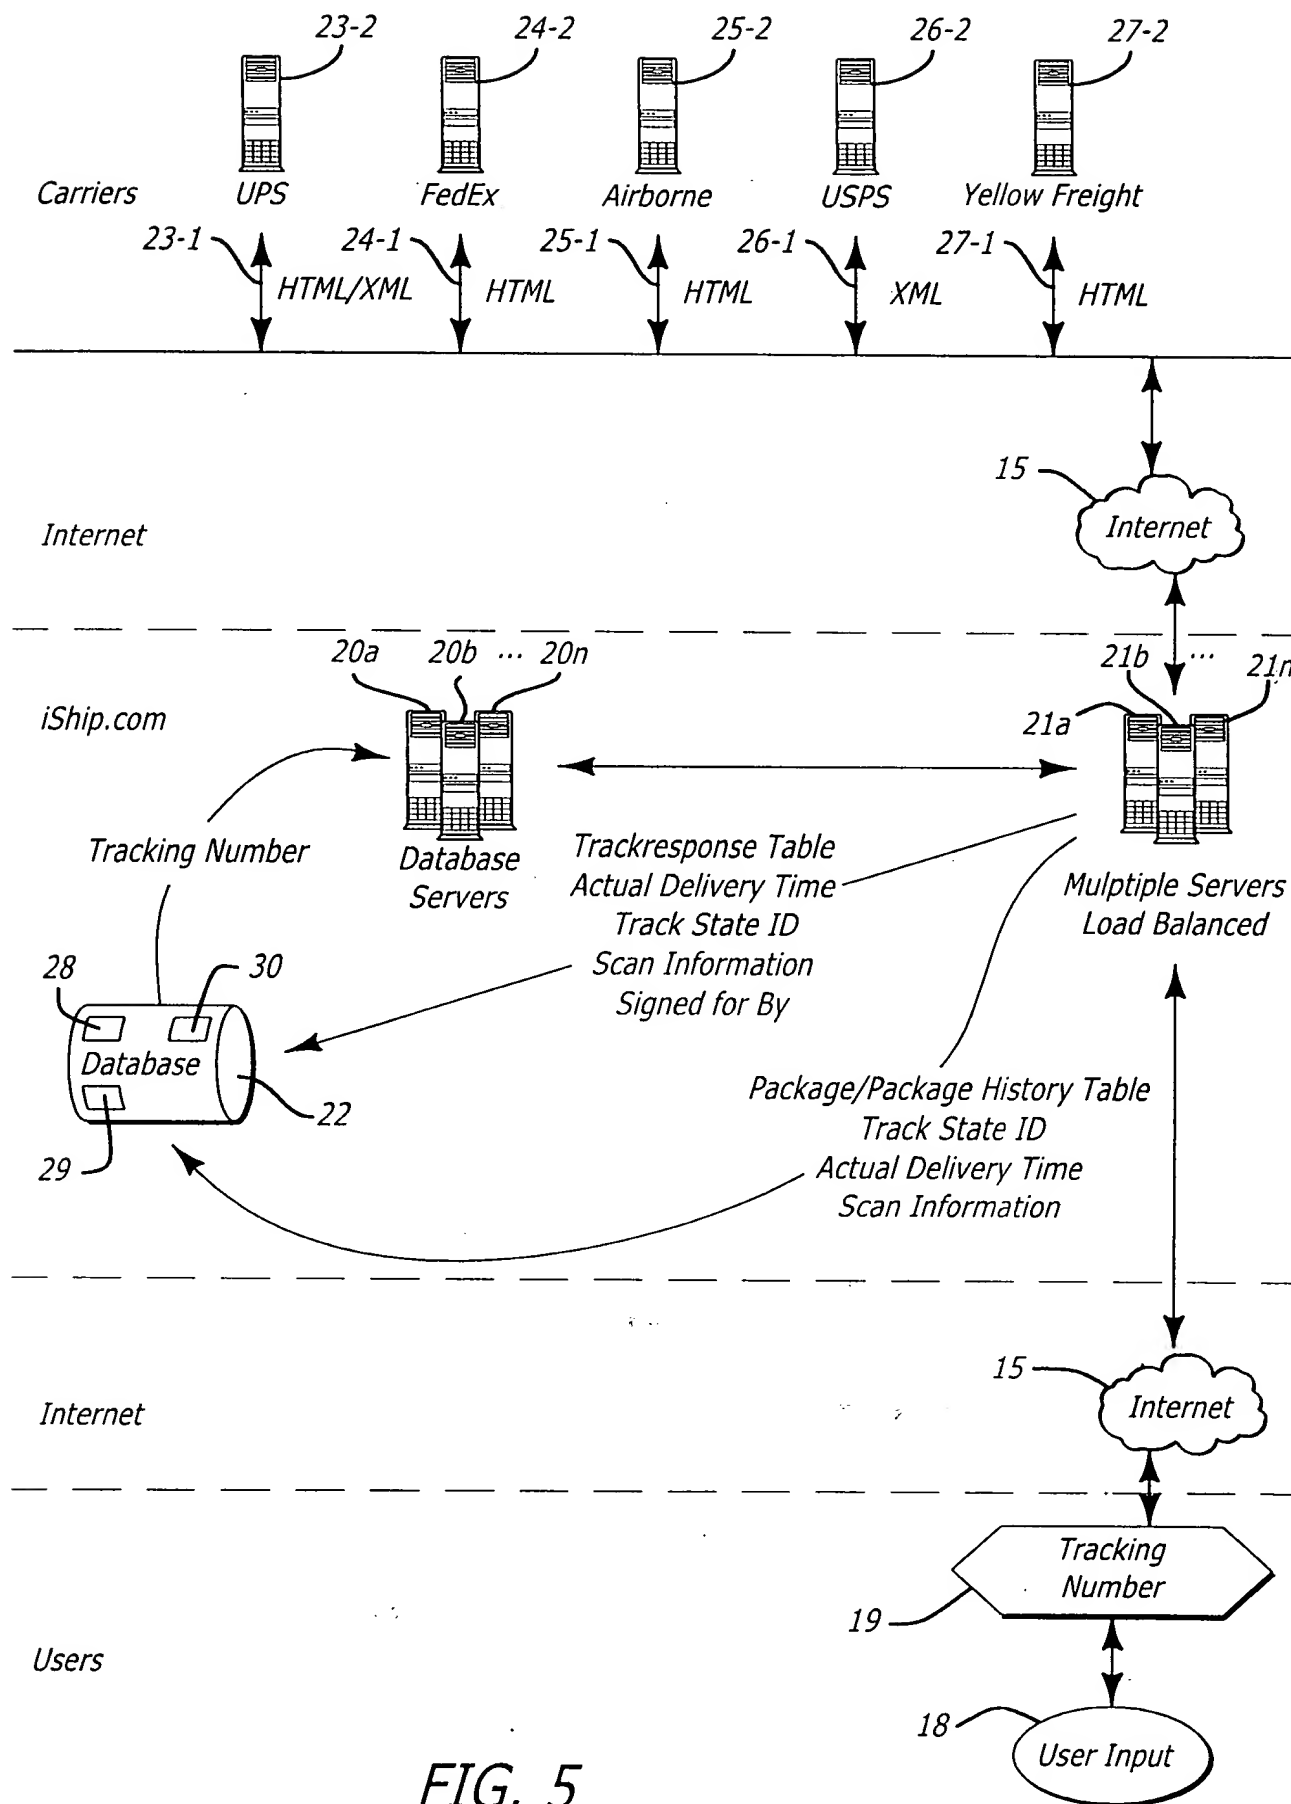 23-2 24-2 25-2 26-2 27-2
Carriers UPS FedEx Airborne USPS Yellow Freight
23-1 24-1 25-1 26-1 27-1
HTML/XML HTML HTML XML HTML
15
Internet
Internet
20a 20b ... 20n
21b ...
21n
iShip.com
21a
Tracking Number
Database
Servers
Trackresponse Table
Actual Delivery Time
Track State ID
Scan Information
Signed for By
Mulptiple Servers
Load Balanced
28 30
Database
22
29
Package/Package History Table
Track State ID
Actual Delivery Time
Scan Information
15
Internet
Internet
Tracking
Number
19
Users
18
User Input
FIG. 5